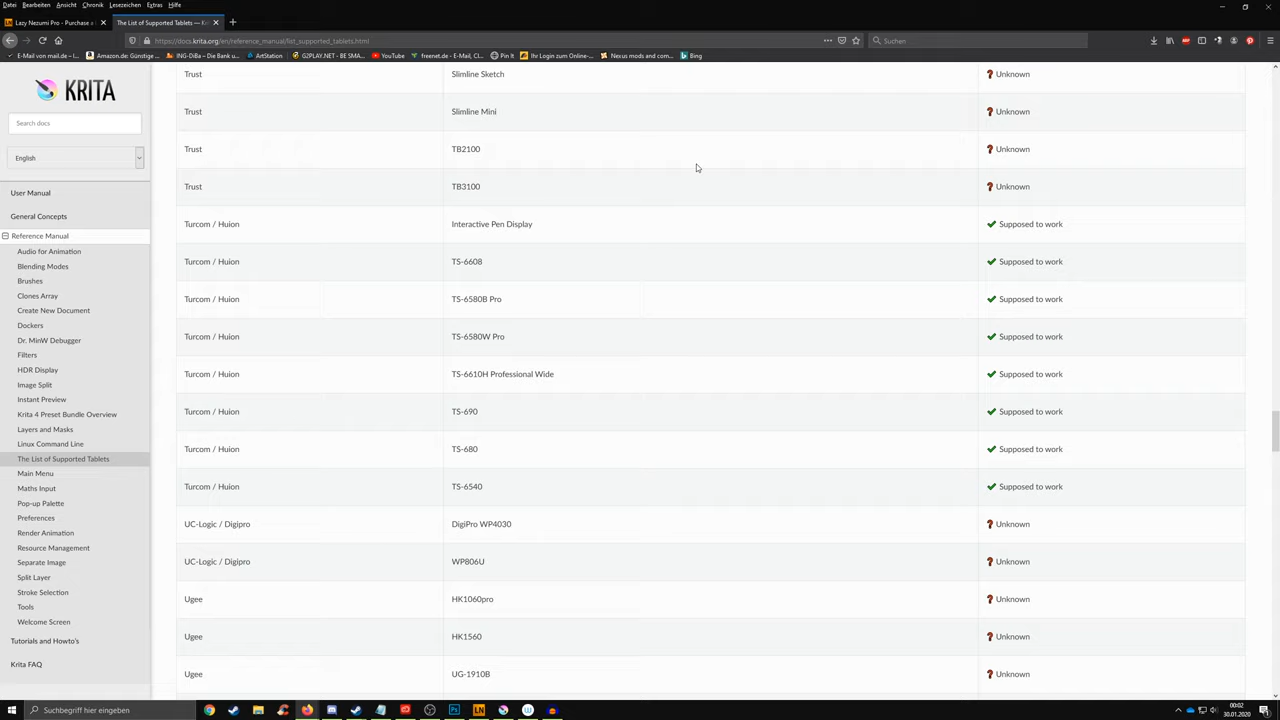 Datei Bearbeiten Ansicht Chronik Lesezeichen Extras Hilfe
Lazy Nezumi Pro - Purchase a
The List of Supported Tablets — Kr
https://docs.krita.org/en/reference_manual/list_supported_tablets.html
Suchen
E-Mail von mail.de – I...
Amazon.de: Günstige ...
ING-DiBa – Die Bank u...
ArtStation
G2PLAY.NET - BE SMA...
YouTube
freenet.de - E-Mail, Cl...
Pin It
Ihr Login zum Online-...
Nexus mods and com...
Bing
KRITA
Search docs
English
User Manual
General Concepts
Reference Manual
Audio for Animation
Blending Modes
Brushes
Clones Array
Create New Document
Dockers
Dr. MinW Debugger
Filters
HDR Display
Image Split
Instant Preview
Krita 4 Preset Bundle Overview
Layers and Masks
Linux Command Line
The List of Supported Tablets
Main Menu
Maths Input
Pop-up Palette
Preferences
Render Animation
Resource Management
Separate Image
Split Layer
Stroke Selection
Tools
Welcome Screen
Tutorials and Howto's
Krita FAQ
Trust Slimline Sketch Unknown
Trust Slimline Mini Unknown
Trust TB2100 Unknown
Trust TB3100 Unknown
Turcom / Huion Interactive Pen Display Supposed to work
Turcom / Huion TS-6608 Supposed to work
Turcom / Huion TS-6580B Pro Supposed to work
Turcom / Huion TS-6580W Pro Supposed to work
Turcom / Huion TS-6610H Professional Wide Supposed to work
Turcom / Huion TS-690 Supposed to work
Turcom / Huion TS-680 Supposed to work
Turcom / Huion TS-6540 Supposed to work
UC-Logic / Digipro DigiPro WP4030 Unknown
UC-Logic / Digipro WP806U Unknown
Ugee HK1060pro Unknown
Ugee HK1560 Unknown
Ugee UG-1910B Unknown
Suchbegriff hier eingeben
00:02
30.01.2020